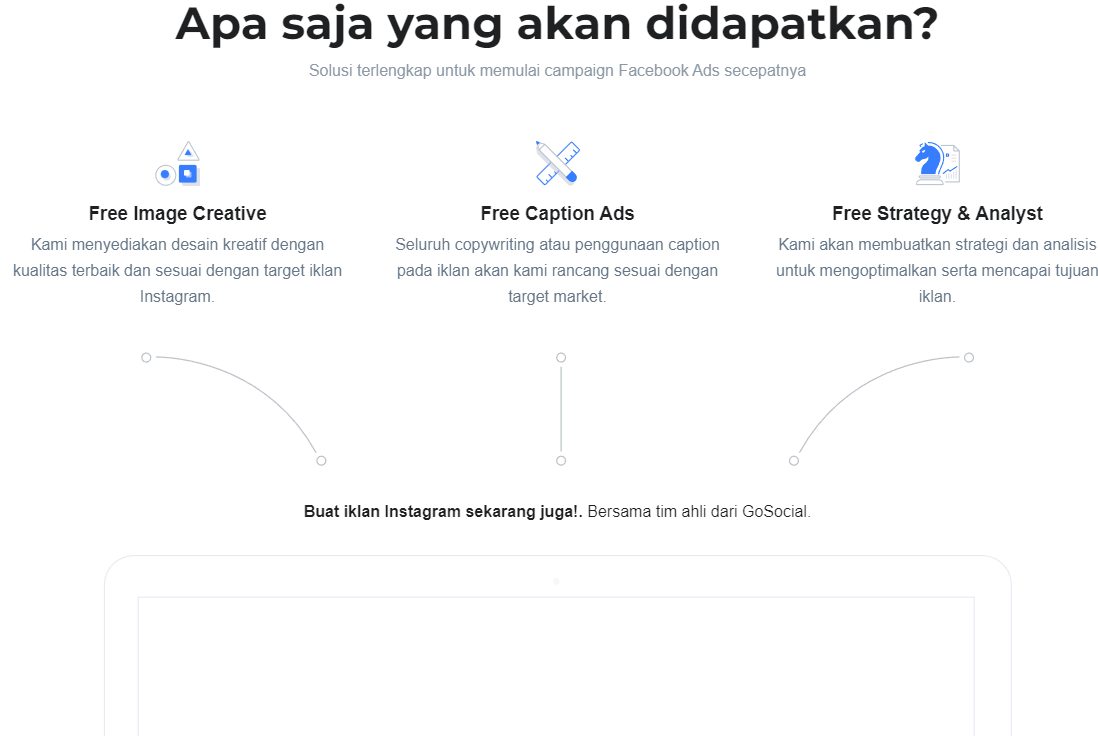 Apa saja yang akan didapatkan?
Solusi terlengkap untuk memulai campaign Facebook Ads secepatnya
Free Image Creative
Kami menyediakan desain kreatif dengan
kualitas terbaik dan sesuai dengan target iklan
Instagram.
Free Caption Ads
Seluruh copywriting atau penggunaan caption
pada iklan akan kami rancang sesuai dengan
target market.
Free Strategy & Analyst
Kami akan membuatkan strategi dan analisis
untuk mengoptimalkan serta mencapai tujuan
iklan.
Buat iklan Instagram sekarang juga!. Bersama tim ahli dari GoSocial.